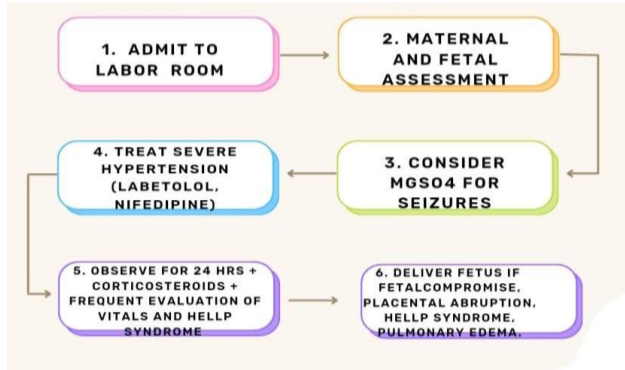 1. ADMIT TO
LABOR ROOM
2. MATERNAL
AND FETAL
ASSESSMENT
3. CONSIDER
MGSO4 FOR
SEIZURES
4. TREAT SEVERE
HYPERTENSION
(LABETOLOL,
NIFEDIPINE)
5. OBSERVE FOR 24 HRS +
CORTICOSTEROIDS +
FREQUENT EVALUATION OF
VITALS AND HELLP
SYNDROME
6. DELIVER FETUS IF
FETALCOMPROMISE,
PLACENTAL ABRUPTION,
HELLP SYNDROME,
PULMONARY EDEMA.